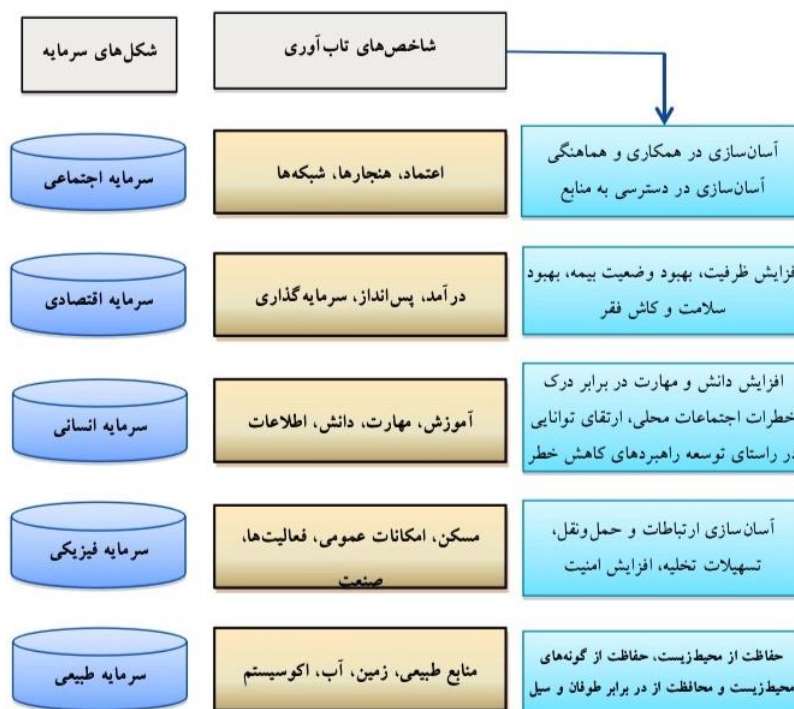 شکل‌های سرمایه
شاخص‌های تاب‌آوری
سرمایه اجتماعی
اعتماد، هنجارها، شبکه‌ها
آسان‌سازی در همکاری و هماهنگی
آسان‌سازی در دسترسی به منابع
سرمایه اقتصادی
درآمد، پس‌انداز، سرمایه‌گذاری
فزایش ظرفیت، بهبود وضعیت بیمه، بهبود
سلامت و کاش فقر
سرمایه انسانی
آموزش، مهارت، دانش، اطلاعات
افزایش دانش و مهارت در برابر درک
خطرات اجتماعات محلی، ارتقای توانایی
در راستای توسعه راهبردهای کاهش خطر
سرمایه فیزیکی
مسکن، امکانات عمومی، فعالیت‌ها،
صنعت
آسان‌سازی ارتباطات و حمل‌ونقل،
تسهیلات تخلیه، افزایش امنیت
سرمایه طبیعی
منابع طبیعی، زمین، آب، اکوسیستم
حفاظت از محیط‌زیست، حفاظت از گونه‌های
محیط‌زیست و محافظت از در برابر طوفان و سیل